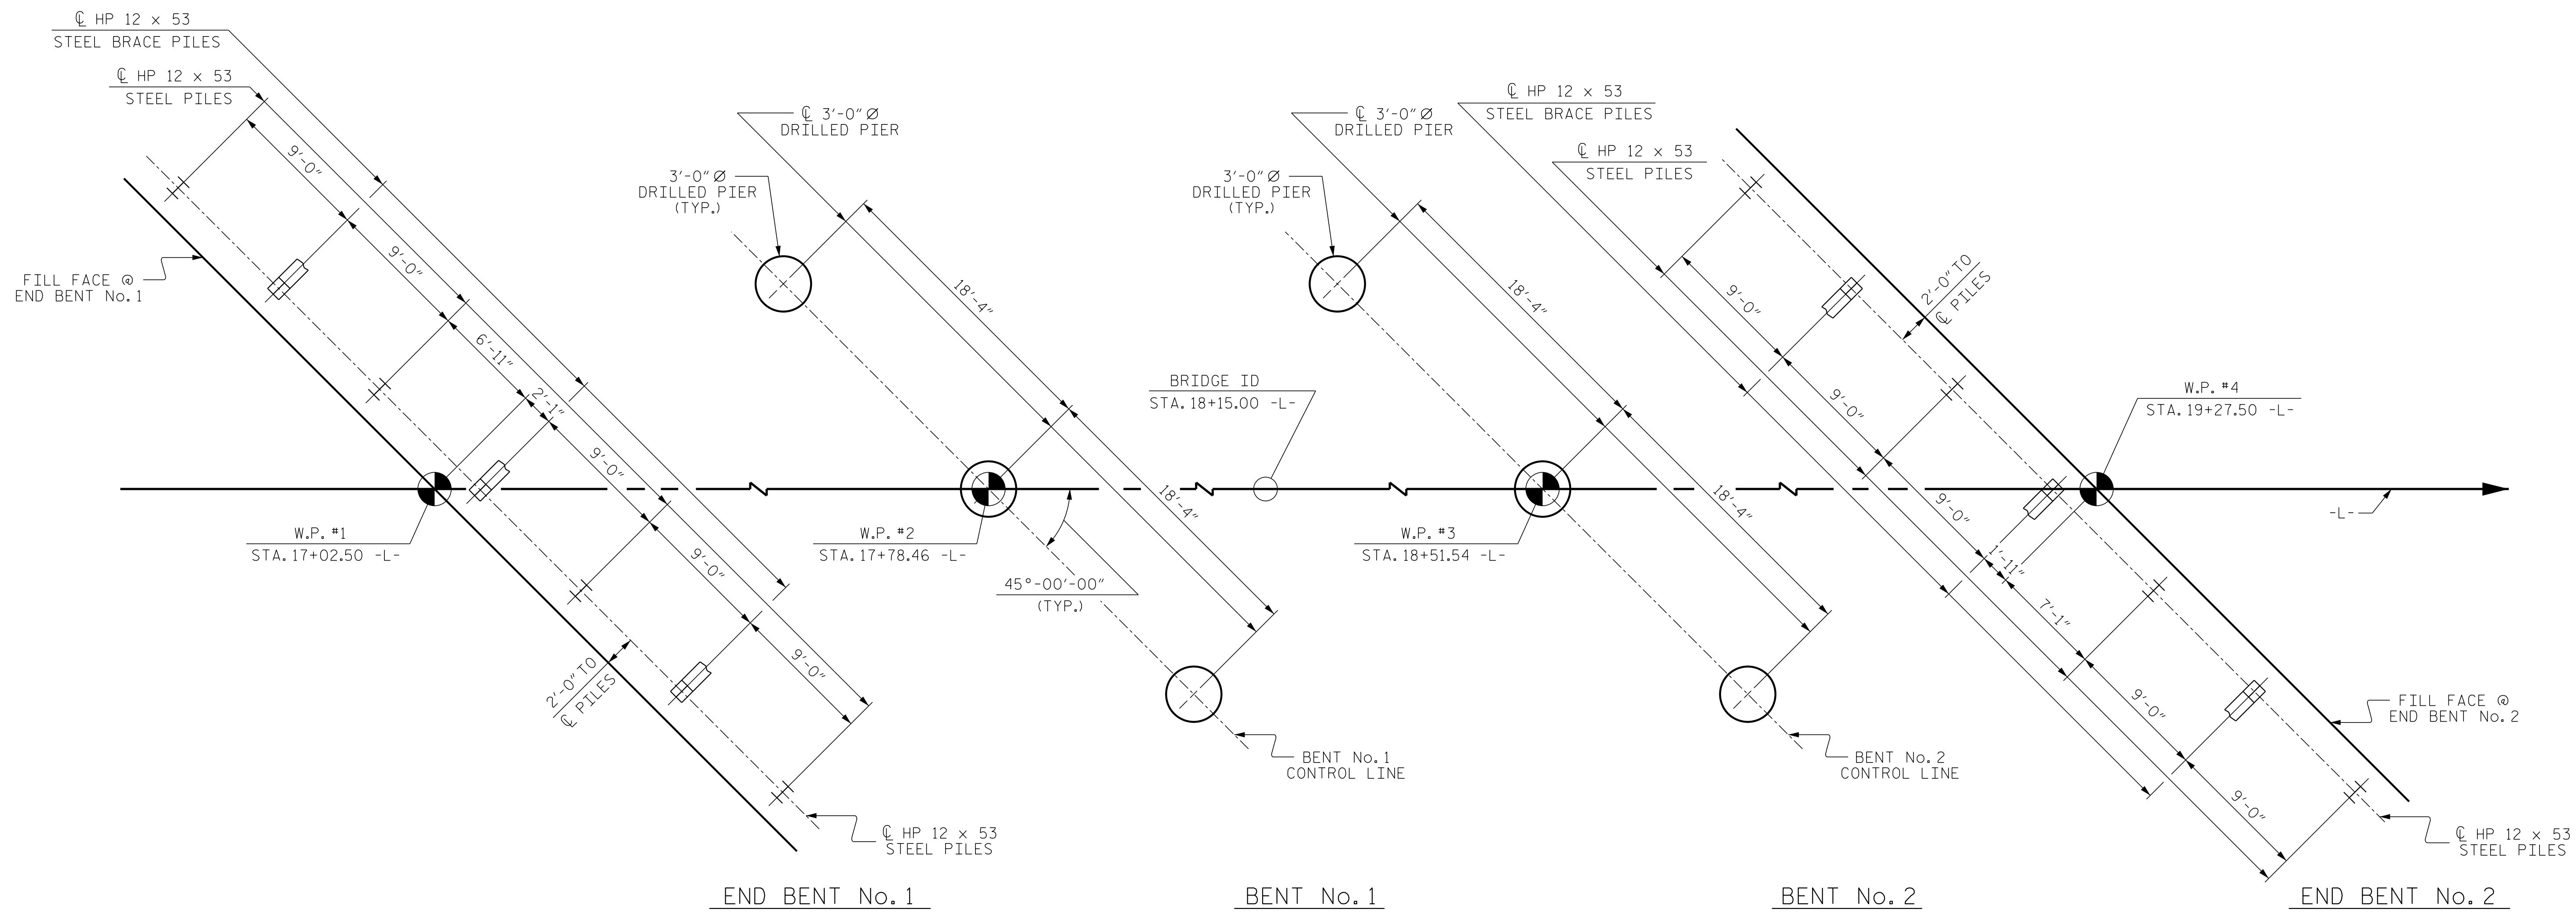 ℄ HP 12 x 53
STEEL BRACE PILES
℄ HP 12 x 53
STEEL PILES
9'-0"
9'-0"
6'-11"
2'-1"
9'-0"
9'-0"
9'-0"
FILL FACE @
END BENT No. 1
W.P. #1
STA. 17+02.50 -L-
2'-0" TO
℄ PILES
℄ HP 12 x 53
STEEL PILES
END BENT No. 1
℄ 3'-0" Ø
DRILLED PIER
3'-0" Ø
DRILLED PIER
(TYP.)
18'-4"
18'-4"
W.P. #2
STA. 17+78.46 -L-
45°-00'-00"
(TYP.)
BENT No. 1
CONTROL LINE
BENT No. 1
BRIDGE ID
STA. 18+15.00 -L-
℄ 3'-0" Ø
DRILLED PIER
3'-0" Ø
DRILLED PIER
(TYP.)
18'-4"
18'-4"
W.P. #3
STA. 18+51.54 -L-
BENT No. 2
CONTROL LINE
BENT No. 2
℄ HP 12 x 53
STEEL BRACE PILES
℄ HP 12 x 53
STEEL PILES
9'-0"
9'-0"
9'-0"
1'-11"
7'-1"
9'-0"
9'-0"
2'-0" TO
℄ PILES
W.P. #4
STA. 19+27.50 -L-
-L-
FILL FACE @
END BENT No. 2
℄ HP 12 x 53
STEEL PILES
END BENT No. 2